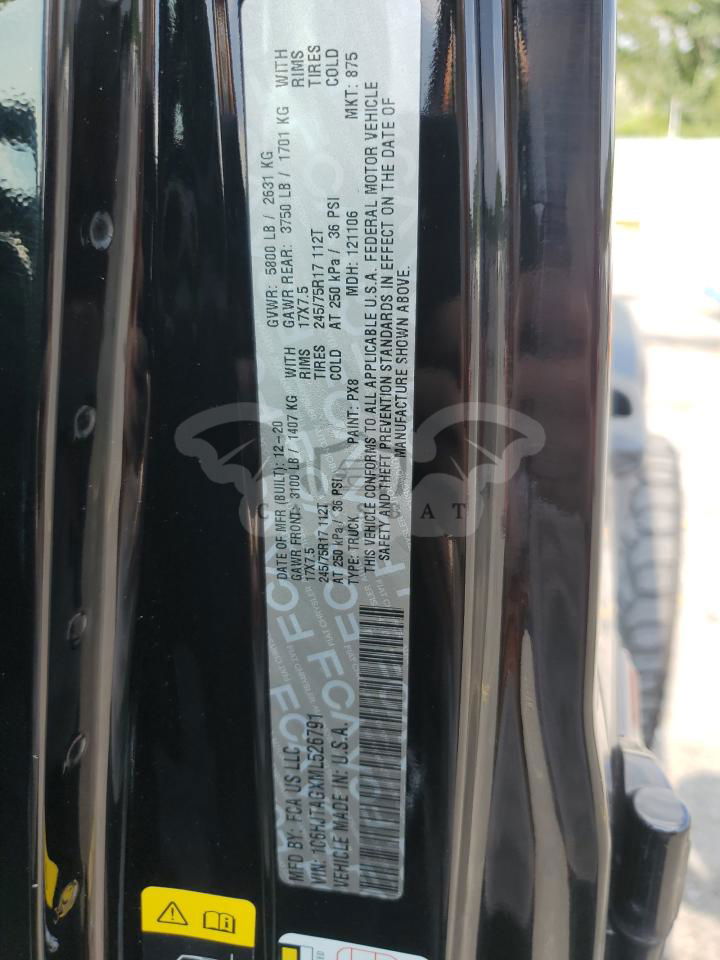 MFD BY: FCA US LLC
DATE OF MFR (BUILT): 12-20 GVWR: 5800 LB / 2631 KG
GAWR FRONT: 3100 LB / 1407 KG WITH GAWR REAR: 3750 LB / 1701 KG WITH
17X7.5 RIMS 17X7.5 RIMS
245/75R17 112T TIRES 245/75R17 112T TIRES
AT 250 kPa / 36 PSI COLD AT 250 kPa / 36 PSI COLD
VIN: 1C6HJTAGXML526791
TYPE: TRUCK PAINT: PX8 MDH: 121106 MKT: 875
VEHICLE MADE IN: U.S.A.
THIS VEHICLE CONFORMS TO ALL APPLICABLE U.S.A. FEDERAL MOTOR VEHICLE
SAFETY AND THEFT PREVENTION STANDARDS IN EFFECT ON THE DATE OF
MANUFACTURE SHOWN ABOVE.